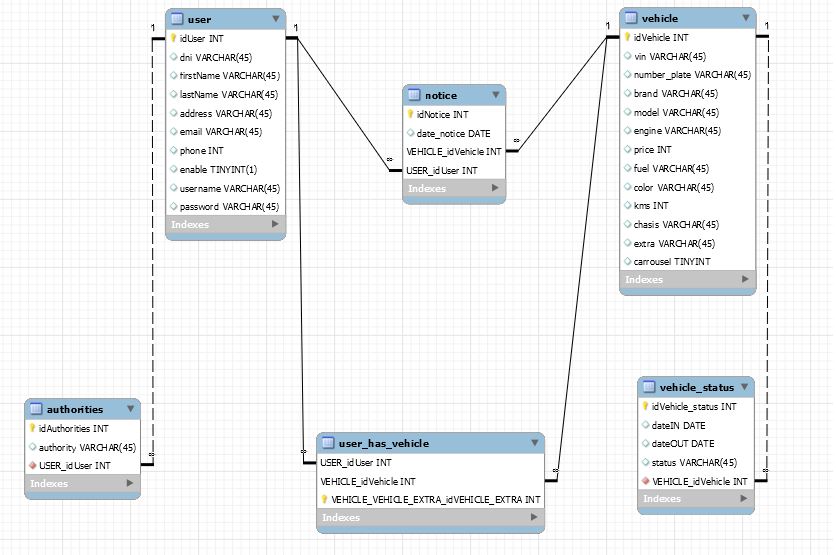 user
idUser INT
dni VARCHAR(45)
firstName VARCHAR(45)
lastName VARCHAR(45)
address VARCHAR(45)
email VARCHAR(45)
phone INT
enable TINYINT(1)
username VARCHAR(45)
password VARCHAR(45)
Indexes
1
1
∞
notice
idNotice INT
date_notice DATE
VEHICLE_idVehicle INT
USER_idUser INT
Indexes
∞
∞
vehicle
idVehicle INT
vin VARCHAR(45)
number_plate VARCHAR(45)
brand VARCHAR(45)
model VARCHAR(45)
engine VARCHAR(45)
price INT
fuel VARCHAR(45)
color VARCHAR(45)
kms INT
chasis VARCHAR(45)
extra VARCHAR(45)
carrousel TINYINT
Indexes
1
1
authorities
idAuthorities INT
authority VARCHAR(45)
USER_idUser INT
Indexes
user_has_vehicle
USER_idUser INT
VEHICLE_idVehicle INT
VEHICLE_VEHICLE_EXTRA_idVEHICLE_EXTRA INT
Indexes
∞
∞
vehicle_status
idVehicle_status INT
dateIN DATE
dateOUT DATE
status VARCHAR(45)
VEHICLE_idVehicle INT
Indexes
∞